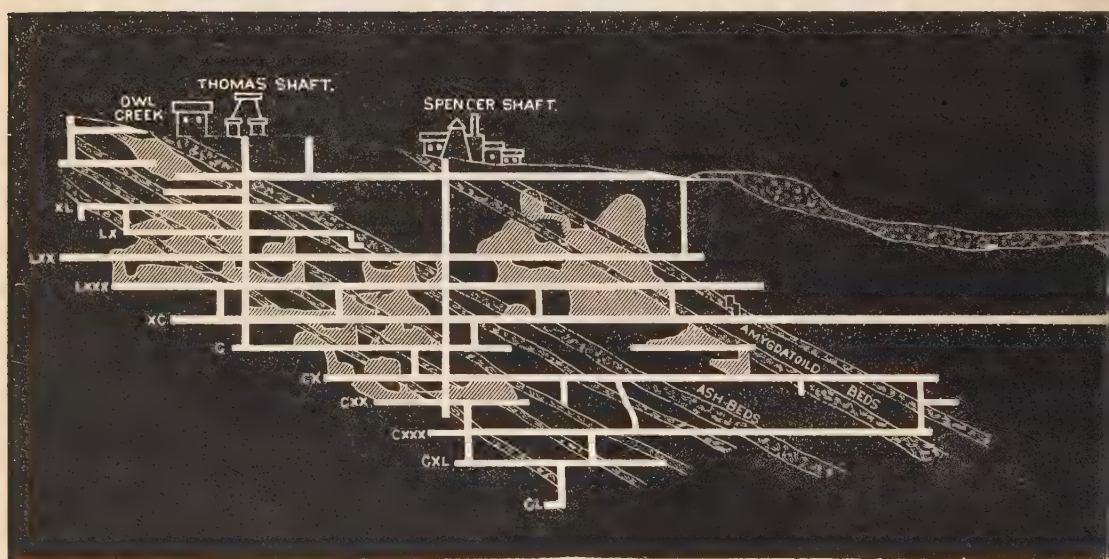 THOMAS SHAFT.
OWL
CREEK
SPENCER SHAFT.
XL
LX
LXX
LXXX
XC
C
CX
CXX
CXXX
CXL
CL
AMYGDATOILD
BEDS
ASH BEDS